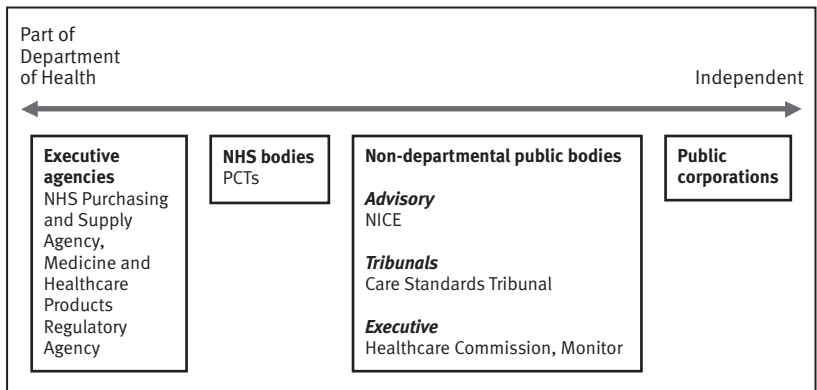 Part of
Department
of Health
Independent
Executive
agencies
NHS Purchasing
and Supply
Agency,
Medicine and
Healthcare
Products
Regulatory
Agency
NHS bodies
PCTs
Non-departmental public bodies
Advisory
NICE
Tribunals
Care Standards Tribunal
Executive
Healthcare Commission, Monitor
Public
corporations